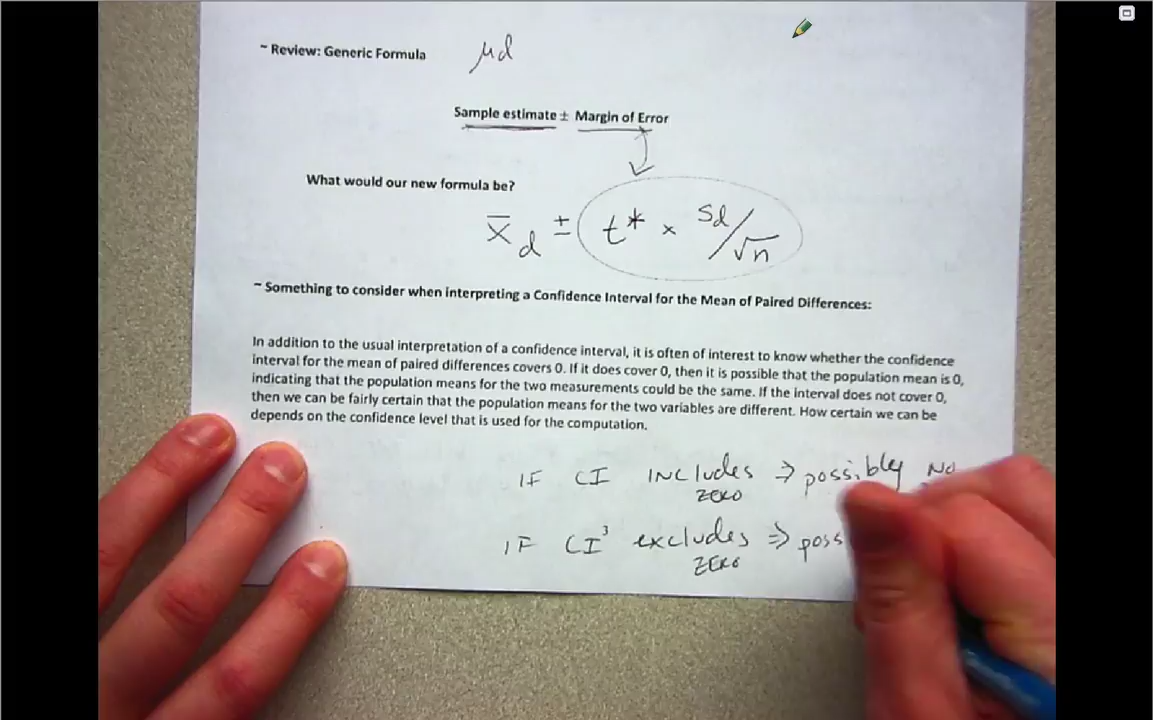 ~ Review: Generic Formula μd
Sample estimate ± Margin of Error
What would our new formula be?
x̄d ± t* × sd/√n
~ Something to consider when interpreting a Confidence Interval for the Mean of Paired Differences:
In addition to the usual interpretation of a confidence interval, it is often of interest to know whether the confidence
interval for the mean of paired differences covers 0. If it does cover 0, then it is possible that the population mean is 0,
indicating that the population means for the two measurements could be the same. If the interval does not cover 0,
then we can be fairly certain that the population means for the two variables are different. How certain we can be
depends on the confidence level that is used for the computation.
IF CI INCludes ⇒ possibly No
ZERO
IF CI excludes ⇒ poss
ZERO